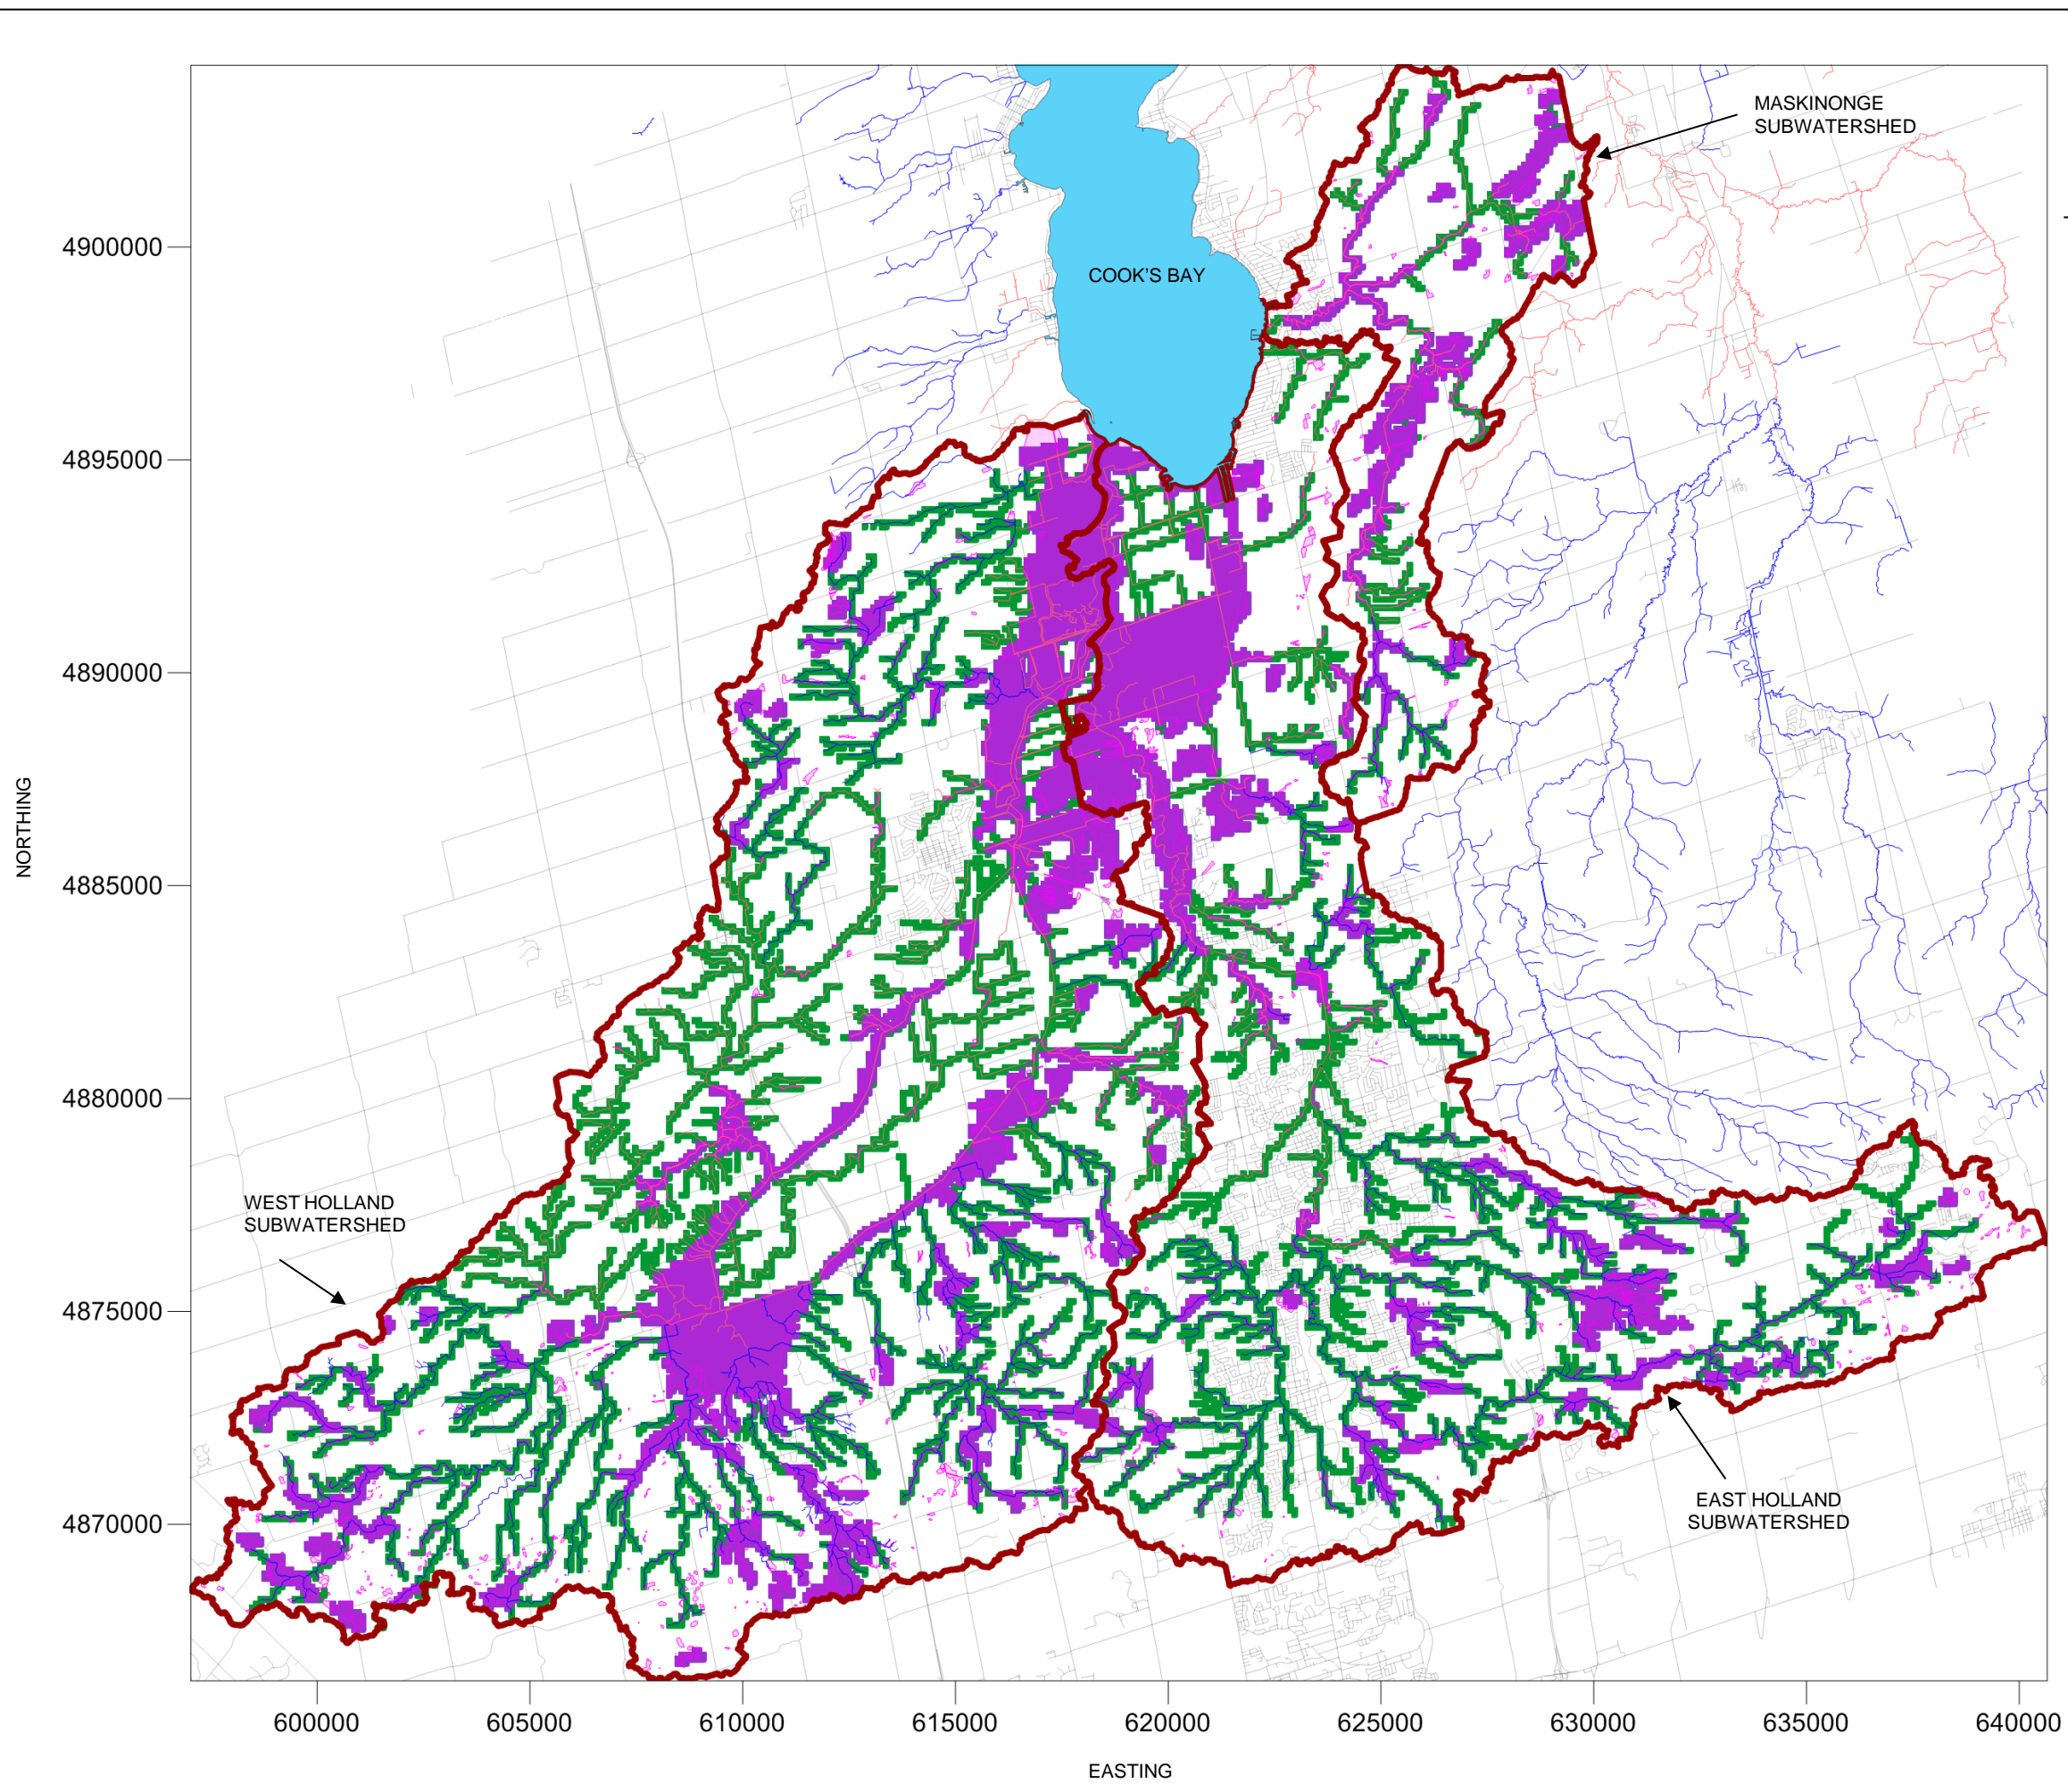 MASKINONGE
SUBWATERSHED
COOK'S BAY
4900000
4895000
4890000
4885000
4880000
4875000
4870000
NORTHING
WEST HOLLAND
SUBWATERSHED
EAST HOLLAND
SUBWATERSHED
600000 605000 610000 615000 620000 625000 630000 635000 640000
EASTING